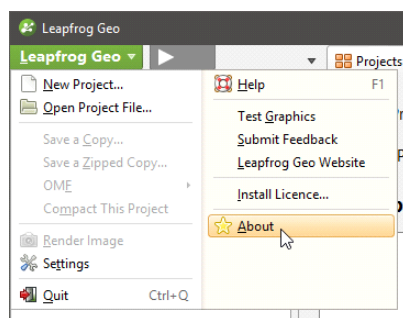 Leapfrog Geo
Leapfrog Geo
Projects
New Project...
Open Project File...
Save a Copy...
Save a Zipped Copy...
OMF
Compact This Project
Render Image
Settings
Quit Ctrl+Q
Help F1
Test Graphics
Submit Feedback
Leapfrog Geo Website
Install Licence...
About